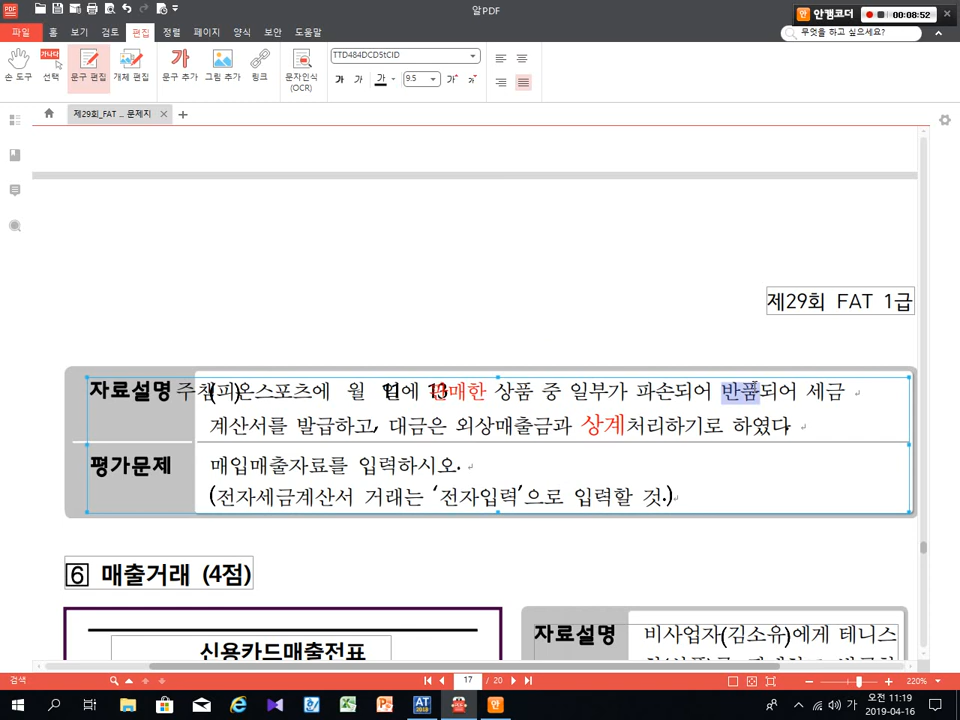 알PDF
안캠코더
00:08:52
파일 홈 보기 검토 편집 정렬 페이지 양식 보안 도움말
무엇을 하고 싶으세요?
손 도구 선택 문구 편집 개체 편집 문구 추가 그림 추가 링크 문자인식 (OCR)
TTD484DCD5tCID
9.5
제29회_FAT ... 문제지
제29회 FAT 1급
자료설명 월 판매한 상품 중 일부가 파손되어 반품되어 세금
계산서를 발급하고, 대금은 외상매출금과 상계처리하기로 하였다
평가문제 매입매출자료를 입력하시오.
(전자세금계산서 거래는 ‘전자입력’으로 입력할 것.)
6 매출거래 (4점)
신용카드매출전표
자료설명 비사업자(김소유)에게 테니스
검색
17 / 20
220%
오전 11:19
2019-04-16